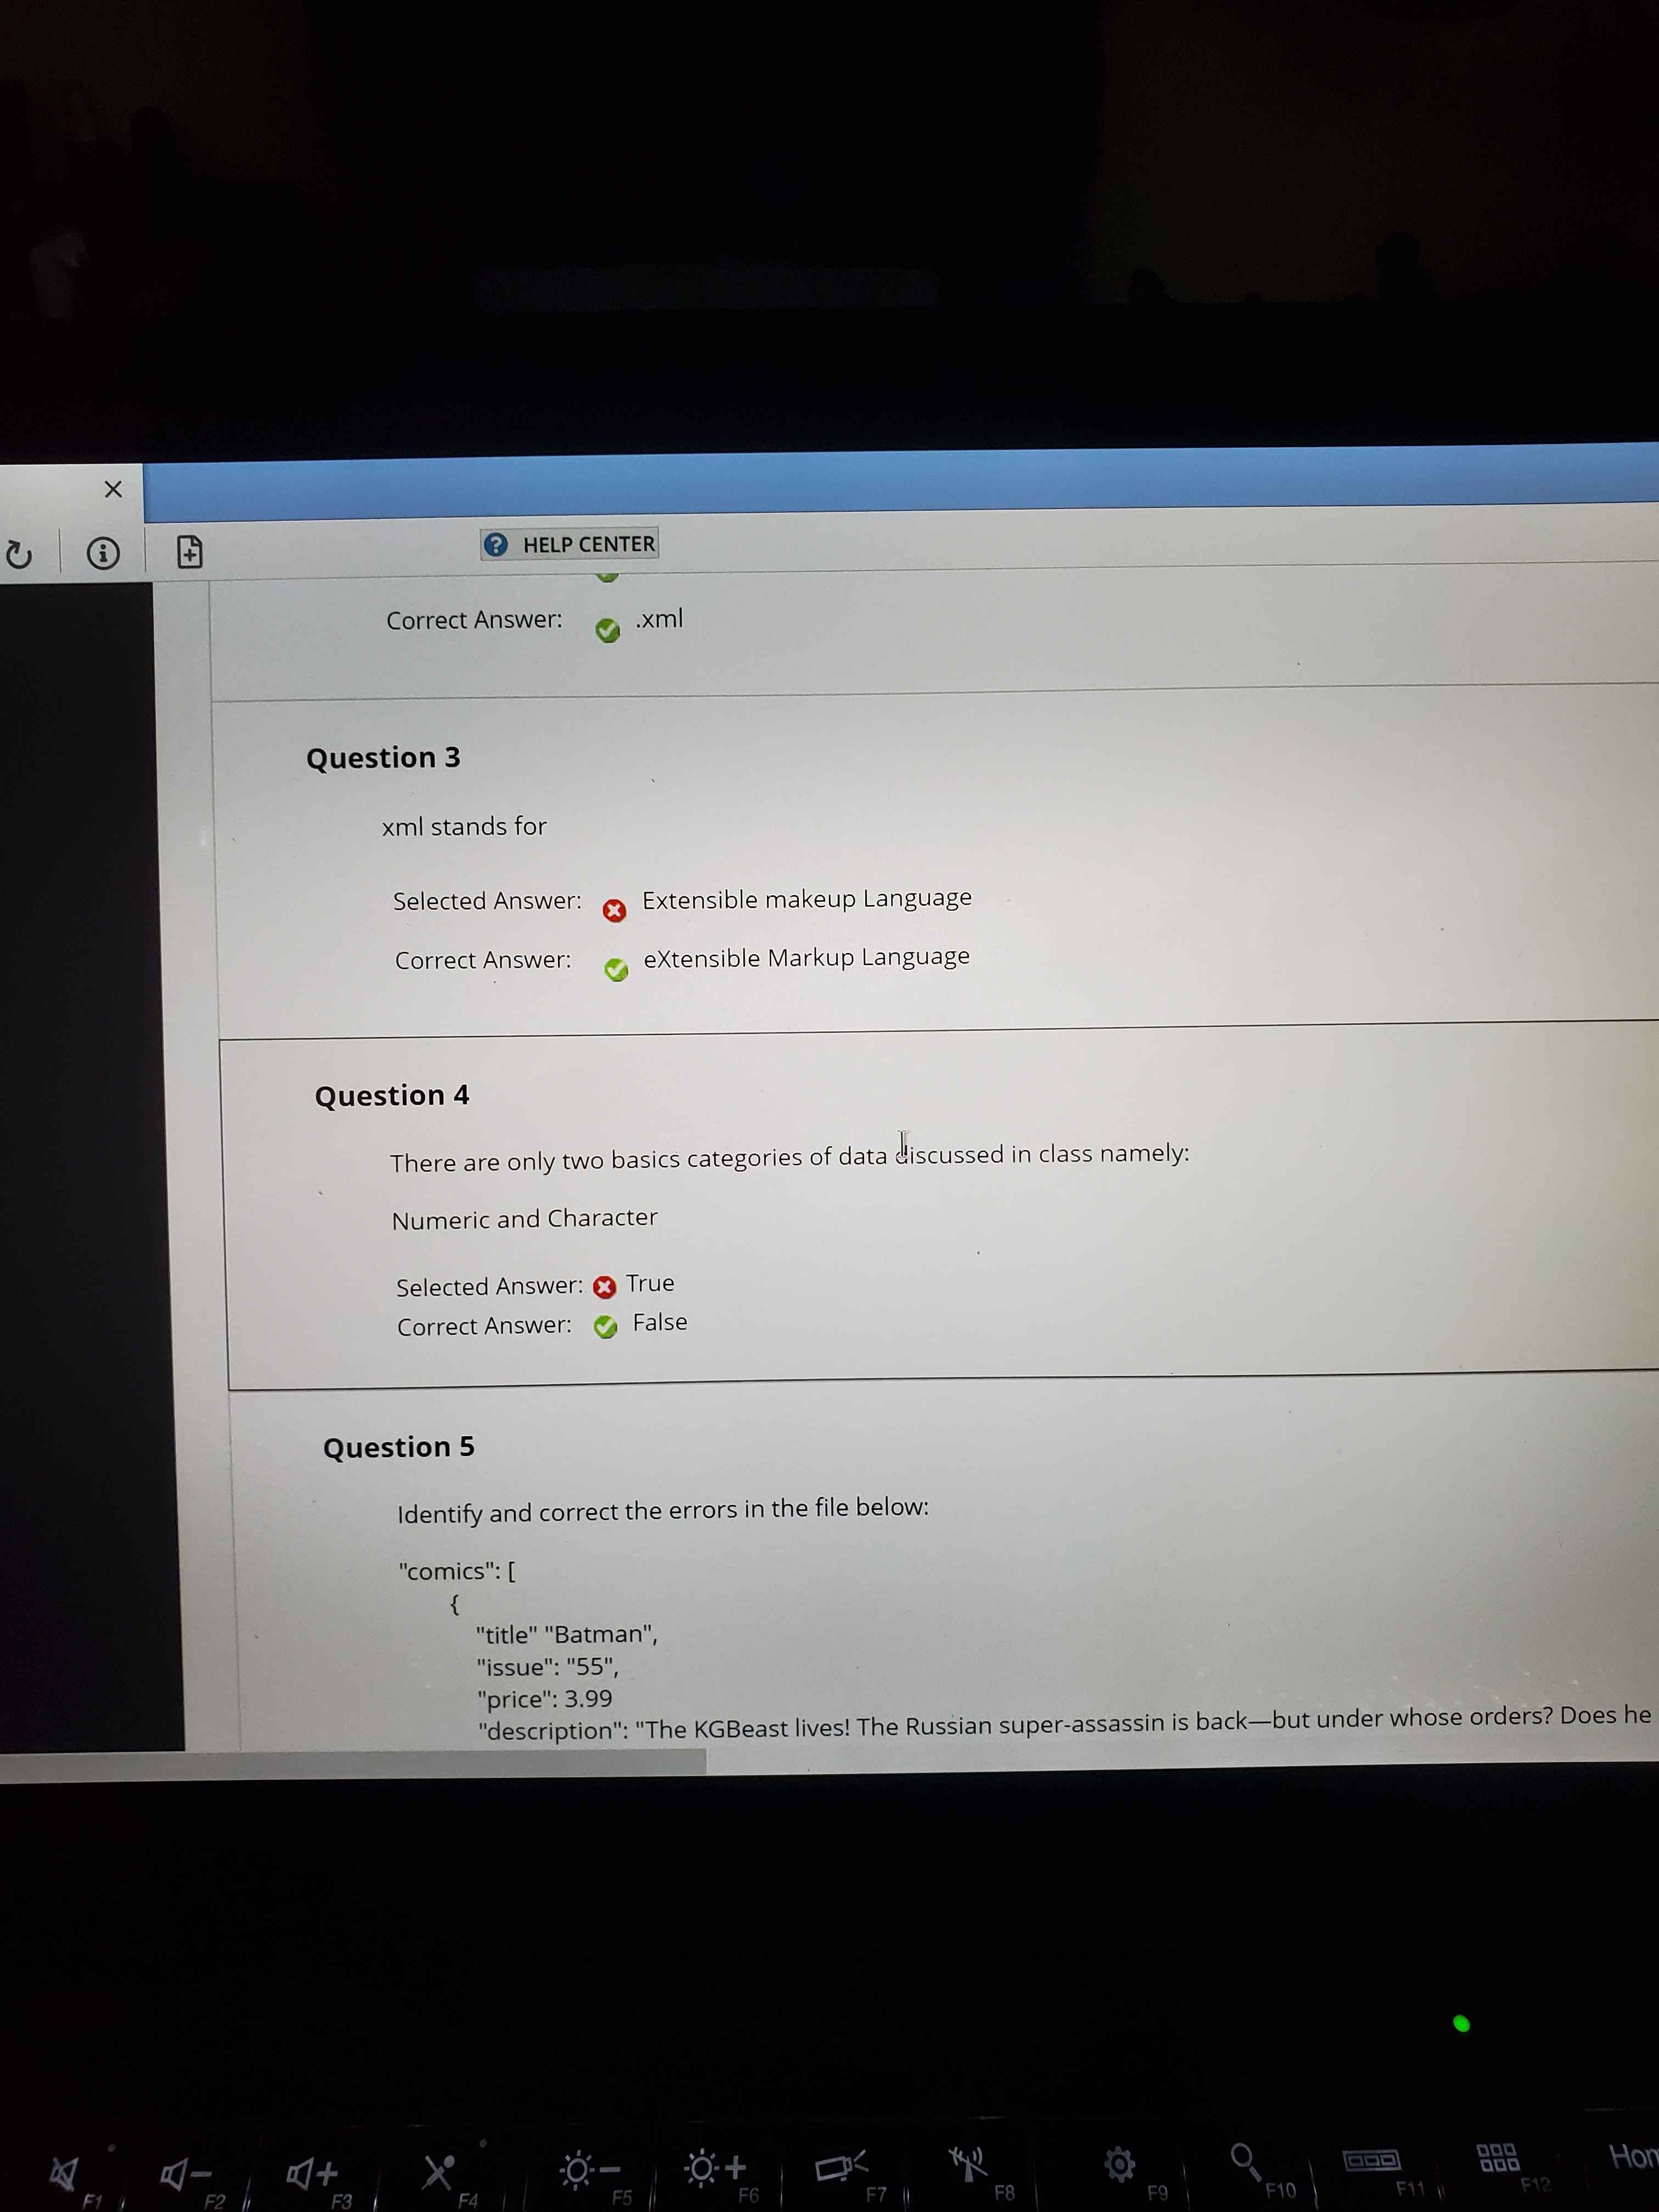 HELP CENTER
Correct Answer: .xml
Question 3
xml stands for
Selected Answer: Extensible makeup Language
Correct Answer: eXtensible Markup Language
Question 4
There are only two basics categories of data discussed in class namely:
Numeric and Character
Selected Answer: True
Correct Answer: False
Question 5
Identify and correct the errors in the file below:
"comics": [
{
"title" "Batman",
"issue": "55",
"price": 3.99
"description": "The KGBeast lives! The Russian super-assassin is back—but under whose orders? Does he
F1 F2 F3 F4 F5 F6 F7 F8 F9 F10 F11 F12 Hom